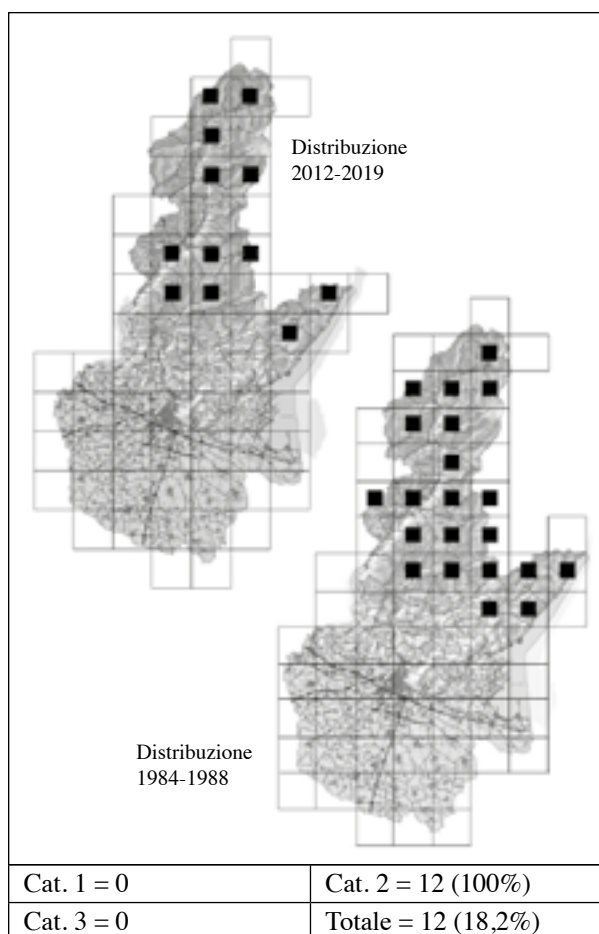 Distribuzione
2012-2019
Distribuzione
1984-1988
Cat. 1 = 0
Cat. 2 = 12 (100%)
Cat. 3 = 0
Totale = 12 (18,2%)